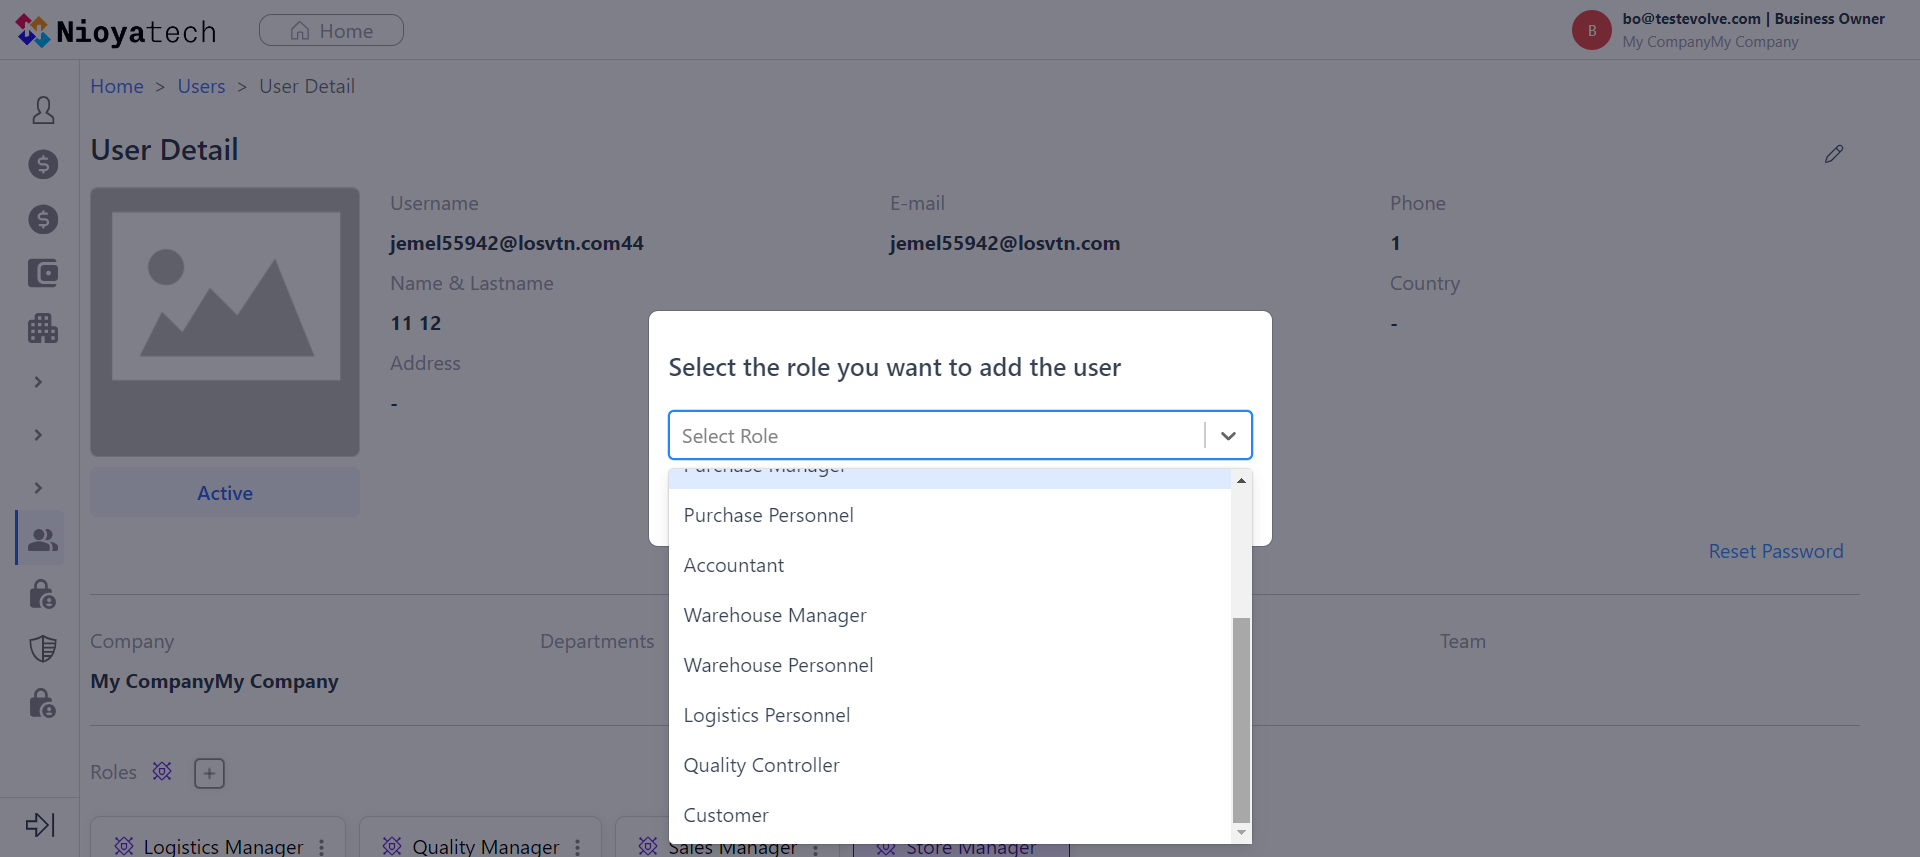 Nioyatech
Home
B
bo@testevolve.com | Business Owner
My CompanyMy Company
Home > Users > User Detail
User Detail
Username
jemel55942@losvtn.com44
E-mail
jemel55942@losvtn.com
Phone
1
Name & Lastname
11 12
Country
-
Address
-
Active
Select the role you want to add the user
Select Role
Purchase Manager
Purchase Personnel
Accountant
Warehouse Manager
Warehouse Personnel
Logistics Personnel
Quality Controller
Customer
Reset Password
Company
My CompanyMy Company
Departments
Team
Roles
Logistics Manager
Quality Manager
Sales Manager
Store Manager